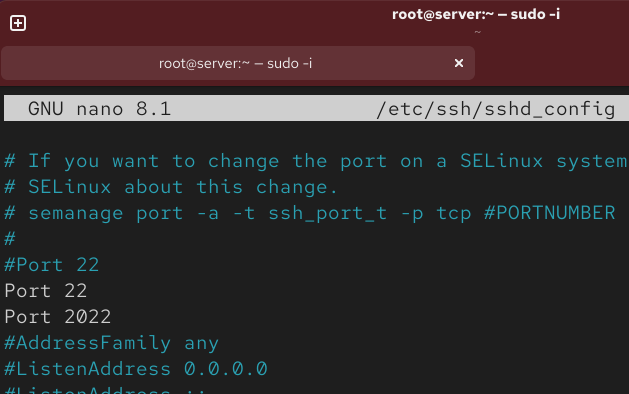 root@server:~ — sudo -i
~
root@server:~ — sudo -i ×
GNU nano 8.1 /etc/ssh/sshd_config
# If you want to change the port on a SELinux system
# SELinux about this change.
# semanage port -a -t ssh_port_t -p tcp #PORTNUMBER
#
#Port 22
Port 22
Port 2022
#AddressFamily any
#ListenAddress 0.0.0.0
#ListenAddress ::